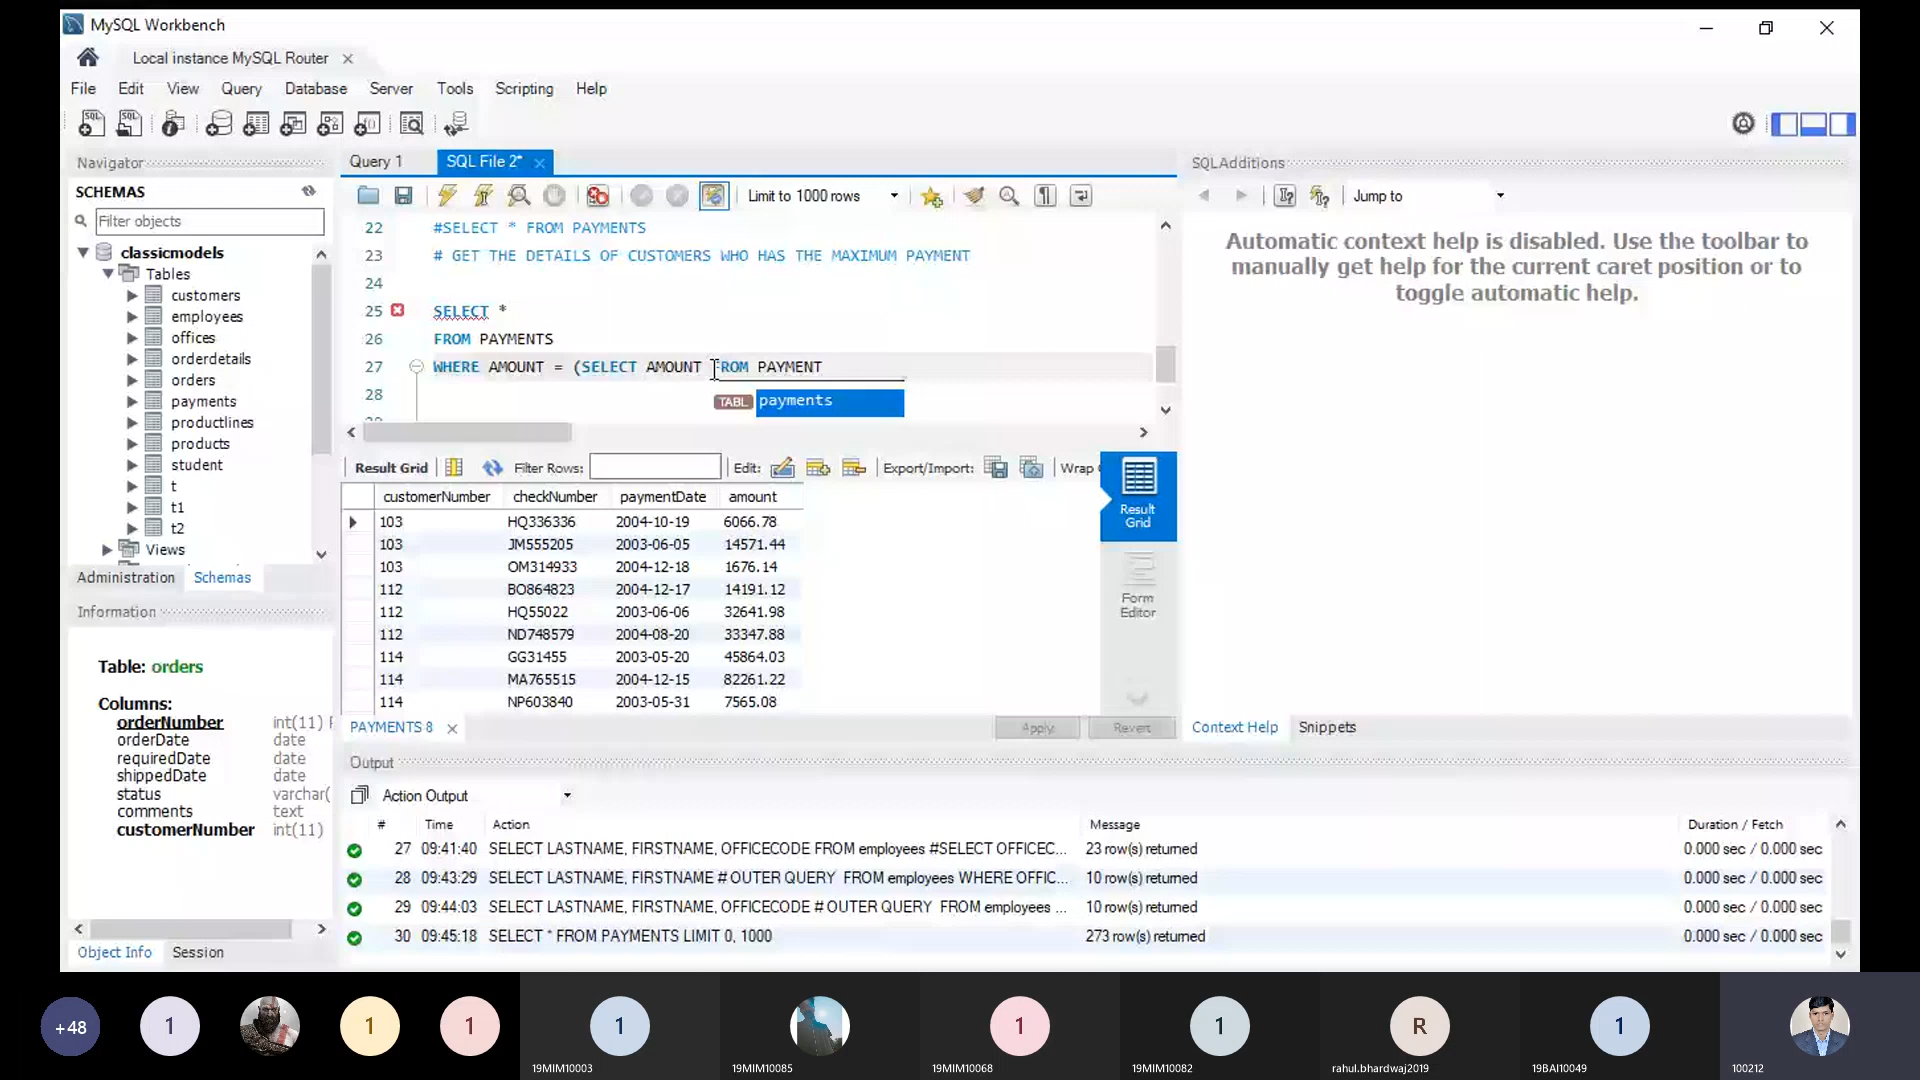 MySQL Workbench
Local instance MySQL Router
File Edit View Query Database Server Tools Scripting Help
Navigator
SCHEMAS
Filter objects
classicmodels
Tables
customers
employees
offices
orderdetails
orders
payments
productlines
products
student
t
t1
t2
Views
Administration Schemas
Information
Table: orders
Columns:
orderNumber int(11)
orderDate date
requiredDate date
shippedDate date
status varchar(
comments text
customerNumber int(11)
Object Info Session
Query 1 SQL File 2*
Limit to 1000 rows
22 #SELECT * FROM PAYMENTS
23 # GET THE DETAILS OF CUSTOMERS WHO HAS THE MAXIMUM PAYMENT
24
25 SELECT *
26 FROM PAYMENTS
27 WHERE AMOUNT = (SELECT AMOUNT FROM PAYMENT
28
TABL payments
Result Grid Filter Rows: Edit: Export/Import: Wrap
customerNumber checkNumber paymentDate amount
103 HQ336336 2004-10-19 6066.78
103 JM555205 2003-06-05 14571.44
103 OM314933 2004-12-18 1676.14
112 BO864823 2004-12-17 14191.12
112 HQ55022 2003-06-06 32641.98
112 ND748579 2004-08-20 33347.88
114 GG31455 2003-05-20 45864.03
114 MA765515 2004-12-15 82261.22
114 NP603840 2003-05-31 7565.08
Result
Grid
Form
Editor
PAYMENTS 8
Apply Revert
SQLAdditions
Jump to
Automatic context help is disabled. Use the toolbar to
manually get help for the current caret position or to
toggle automatic help.
Context Help Snippets
Output
Action Output
# Time Action Message Duration / Fetch
27 09:41:40 SELECT LASTNAME, FIRSTNAME, OFFICECODE FROM employees #SELECT OFFICEC... 23 row(s) returned 0.000 sec / 0.000 sec
28 09:43:29 SELECT LASTNAME, FIRSTNAME # OUTER QUERY FROM employees WHERE OFFIC... 10 row(s) returned 0.000 sec / 0.000 sec
29 09:44:03 SELECT LASTNAME, FIRSTNAME, OFFICECODE # OUTER QUERY FROM employees ... 10 row(s) returned 0.000 sec / 0.000 sec
30 09:45:18 SELECT * FROM PAYMENTS LIMIT 0, 1000 273 row(s) returned 0.000 sec / 0.000 sec
+48 1 1 1 1 1 1 R 1
19MIM10003 19MIM10085 19MIM10068 19MIM10082 rahul.bhardwaj2019 19BAI10049 100212